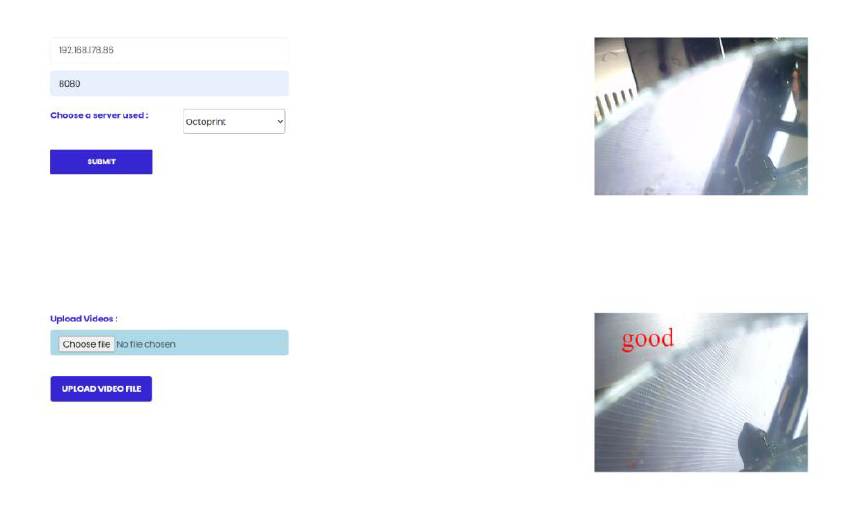 192.168.178.86
8080
Choose a server used :
Octoprint
SUBMIT
Upload Videos :
Choose file No file chosen
UPLOAD VIDEO FILE
good